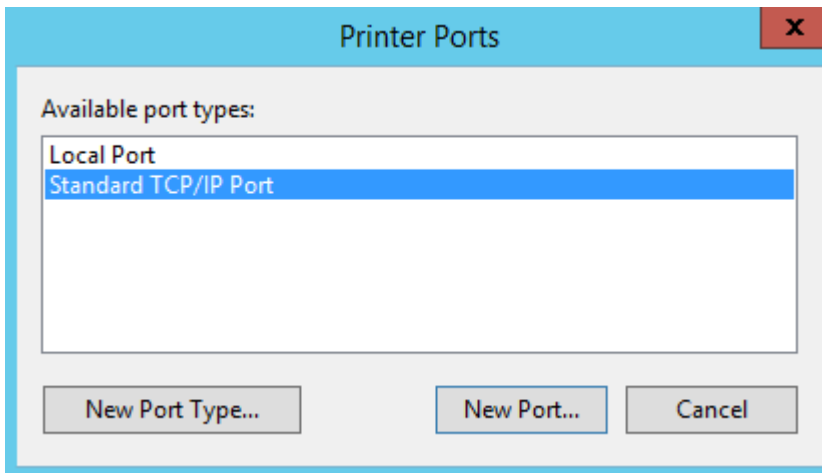 Printer Ports
x
Available port types:
Local Port
Standard TCP/IP Port
New Port Type... New Port... Cancel